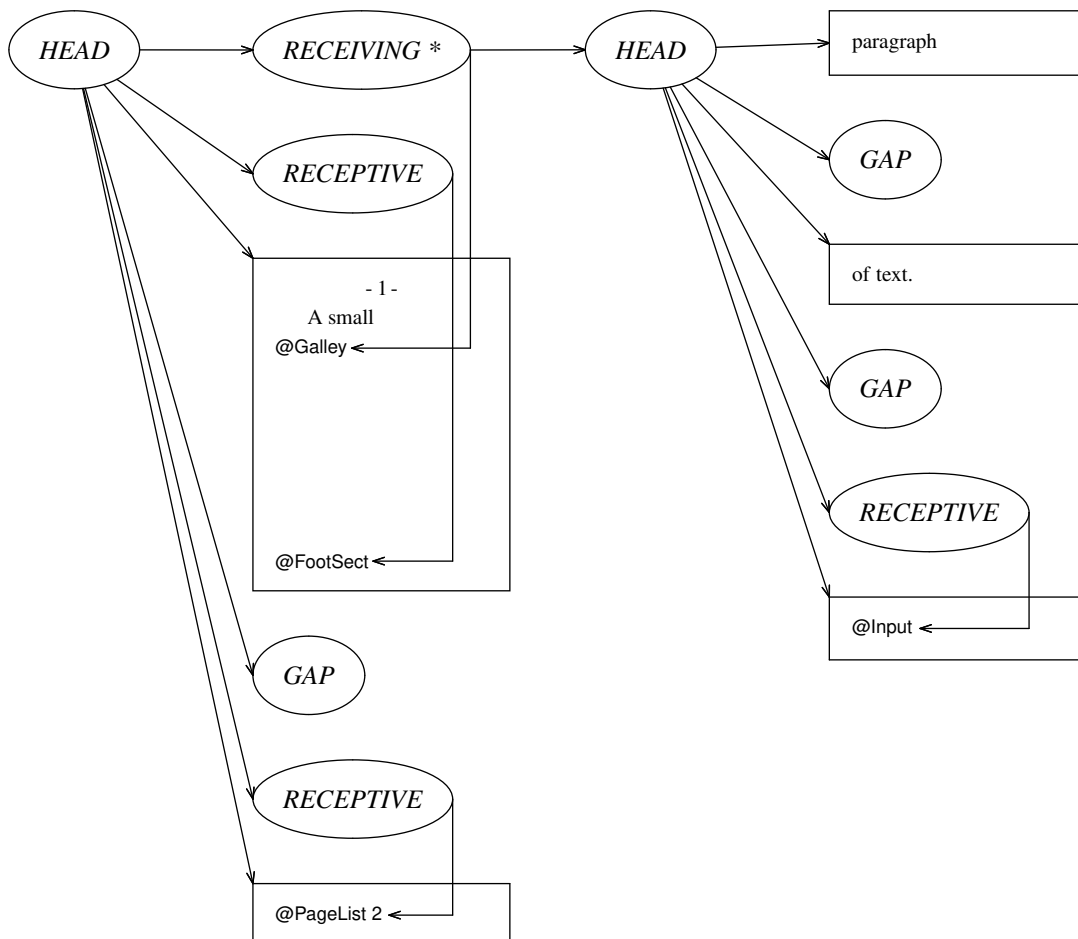 HEAD
RECEIVING *
HEAD
paragraph
RECEPTIVE
GAP
- 1 -
A small
@Galley
of text.
GAP
@FootSect
RECEPTIVE
@Input
GAP
RECEPTIVE
@PageList 2